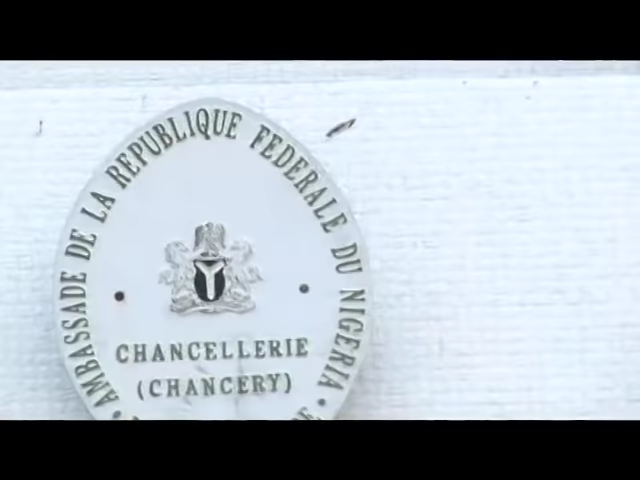 AMBASSADE DE LA REPUBLIQUE FEDERALE DU NIGERIA
CHANCELLERIE
(CHANCERY)